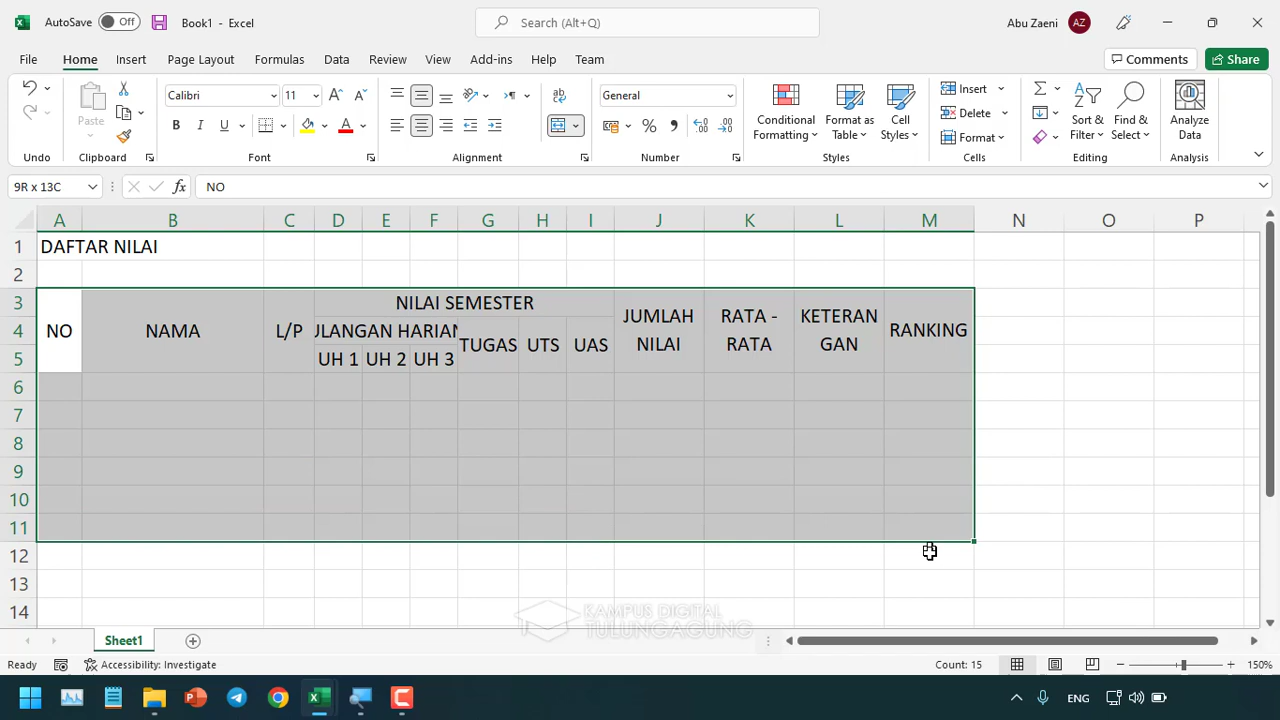 AutoSave Off Book1 - Excel Search (Alt+Q) Abu Zaeni AZ
File Home Insert Page Layout Formulas Data Review View Add-ins Help Team Comments Share
Calibri 11 General Insert
Paste B I U Conditional Formatting Format as Table Cell Styles Delete Format Sort & Filter Find & Select Analyze Data
Undo Clipboard Font Alignment Number Styles Cells Editing Analysis
9R x 13C fx NO
A B C D E F G H I J K L M N O P
1 DAFTAR NILAI
2
3 NILAI SEMESTER
4 NO NAMA L/P ULANGAN HARIAN TUGAS UTS UAS JUMLAH NILAI RATA - RATA KETERAN GAN RANKING
5 UH 1 UH 2 UH 3
6
7
8
9
10
11
12
13
14
KAMPUS DIGITAL
TULUNGAGUNG
Sheet1
Ready Accessibility: Investigate Count: 15 150%
ENG